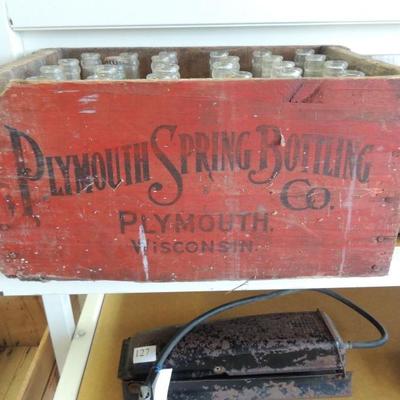 PLYMOUTH SPRING BOTTLING
CO.
PLYMOUTH.
WISCONSIN.
127